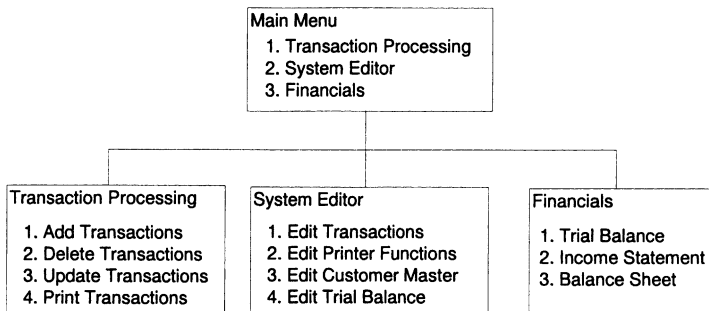 Main Menu
1. Transaction Processing
2. System Editor
3. Financials
Transaction Processing
1. Add Transactions
2. Delete Transactions
3. Update Transactions
4. Print Transactions
System Editor
1. Edit Transactions
2. Edit Printer Functions
3. Edit Customer Master
4. Edit Trial Balance
Financials
1. Trial Balance
2. Income Statement
3. Balance Sheet